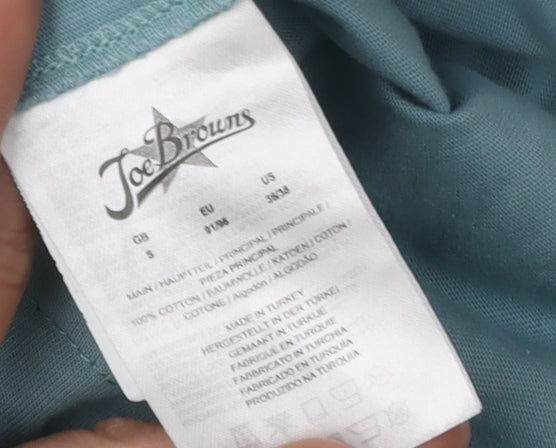 Joe Browns
GB EU US
S 91/96 36/38
MAIN / HAUPTTEIL / PRINCIPAL / PRINCIPALE /
PIEZA PRINCIPAL
100% COTTON / BAUMWOLLE / KATOEN / COTON /
COTONE / Algodón / ALGODÃO
MADE IN TURKEY
HERGESTELLT IN DER TÜRKEI
GEMAAKT IN TURKIJE
FABRIQUE EN TURQUIE
FABBRICATO IN TURCHIA
FABRICADO EN TURQUÍA
PRODUZIDO NA TURQUIA